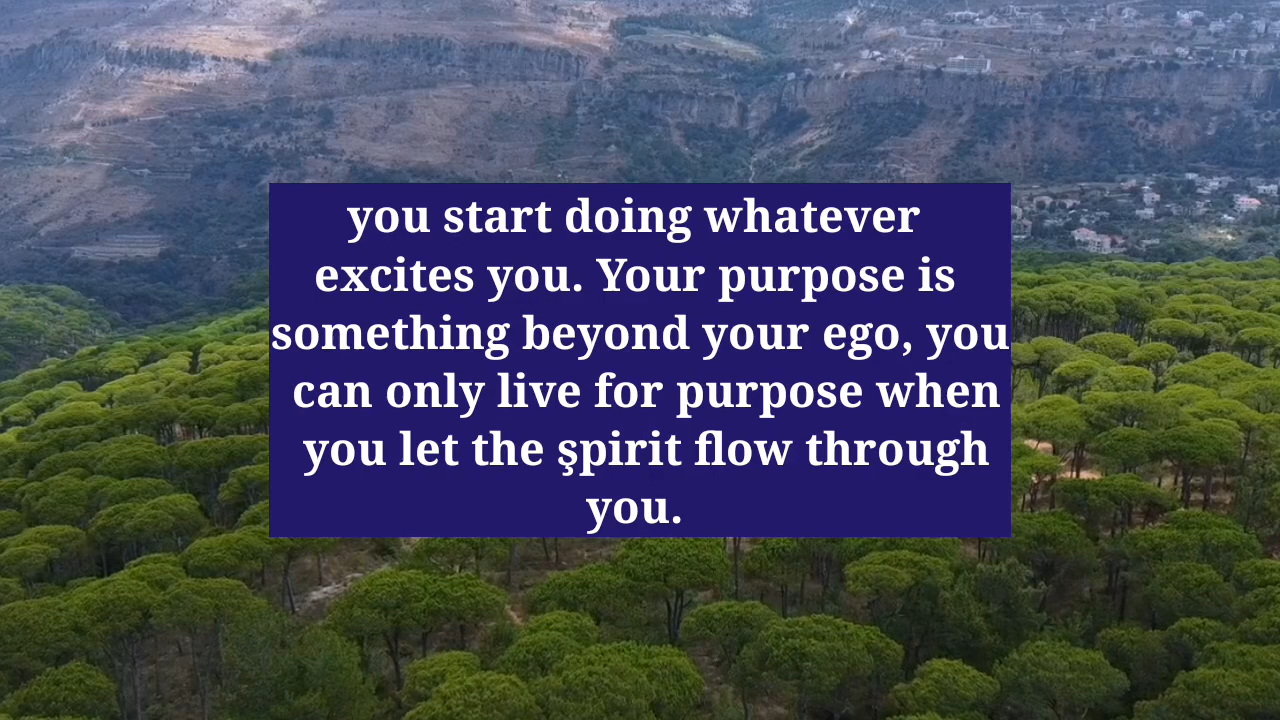 you start doing whatever
excites you. Your purpose is
something beyond your ego, you
can only live for purpose when
you let the şpirit flow through
you.